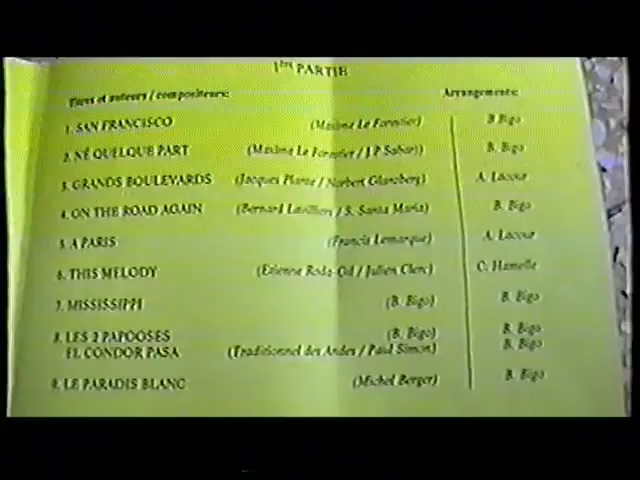 1ère PARTIE
Titres et auteurs / compositeurs: Arrangements:
1. SAN FRANCISCO (Maxime Le Forestier) B. Bigo
2. NÉ QUELQUE PART (Maxime Le Forestier / J.P Sabar)) B. Bigo
3. GRANDS BOULEVARDS (Jacques Plante / Norbert Glanzberg) A. Lacour
4. ON THE ROAD AGAIN (Bernard Lavilliers / S. Santa Maria) B. Bigo
5. A PARIS (Francis Lemarque) A. Lacour
6. THIS MELODY (Etienne Roda-Gil / Julien Clerc) C. Hamelle
7. MISSISSIPPI (B. Bigo) B. Bigo
8. LES 2 PAPOOSES (B. Bigo) B. Bigo
EL CONDOR PASA (Traditionnel des Andes / Paul Simon) B. Bigo
9. LE PARADIS BLANC (Michel Berger) B. Bigo